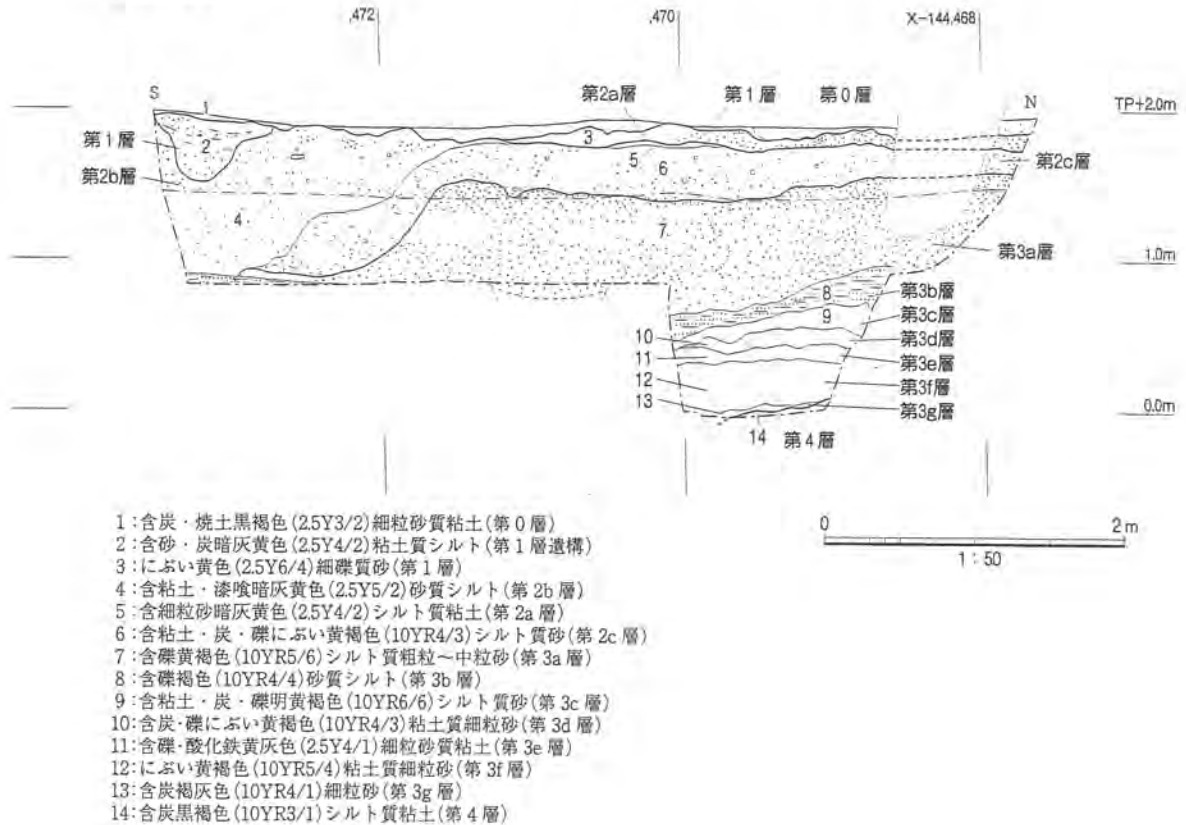 ,472
,470
X-144,468
S
1
第2a層
第1層
第0層
N
TP+2.0m
第1層
2
3
第2c層
第2b層
5
6
4
7
第3a層
1.0m
8
第3b層
9
第3c層
10
第3d層
11
第3e層
12
第3f層
13
第3g層
0.0m
14
第4層
1:含炭・焼土黒褐色(2.5Y3/2)細粒砂質粘土(第0層)
2:含砂・炭暗灰黄色(2.5Y4/2)粘土質シルト(第1層遺構)
3:にぶい黄色(2.5Y6/4)細礫質砂(第1層)
4:含粘土・漆喰暗灰黄色(2.5Y5/2)砂質シルト(第2b層)
5:含細粒砂暗灰黄色(2.5Y4/2)シルト質粘土(第2a層)
6:含粘土・炭・礫にぶい黄褐色(10YR4/3)シルト質砂(第2c層)
7:含礫黄褐色(10YR5/6)シルト質粗粒~中粒砂(第3a層)
8:含礫褐色(10YR4/4)砂質シルト(第3b層)
9:含粘土・炭・礫明黄褐色(10YR6/6)シルト質砂(第3c層)
10:含炭・礫にぶい黄褐色(10YR4/3)粘土質細粒砂(第3d層)
11:含礫・酸化鉄黄灰色(2.5Y4/1)細粒砂質粘土(第3e層)
12:にぶい黄褐色(10YR5/4)粘土質細粒砂(第3f層)
13:含炭褐灰色(10YR4/1)細粒砂(第3g層)
14:含炭黒褐色(10YR3/1)シルト質粘土(第4層)
0
2m
1:50